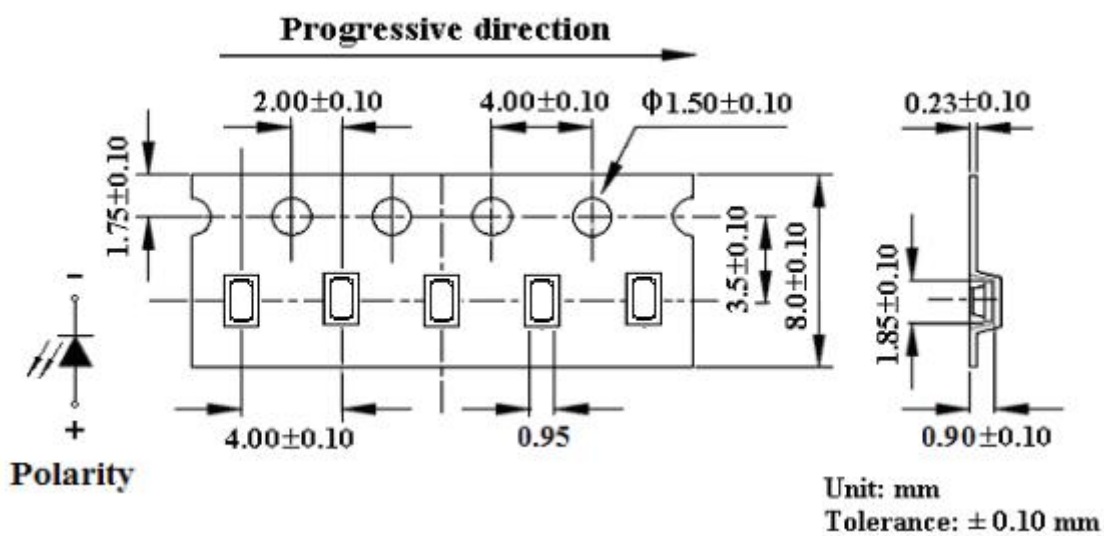 Progressive direction
2.00±0.10
4.00±0.10
Φ1.50±0.10
0.23±0.10
1.75±0.10
3.5±0.10
8.0±0.10
1.85±0.10
-
+
Polarity
4.00±0.10
0.95
0.90±0.10
Unit: mm
Tolerance: ± 0.10 mm